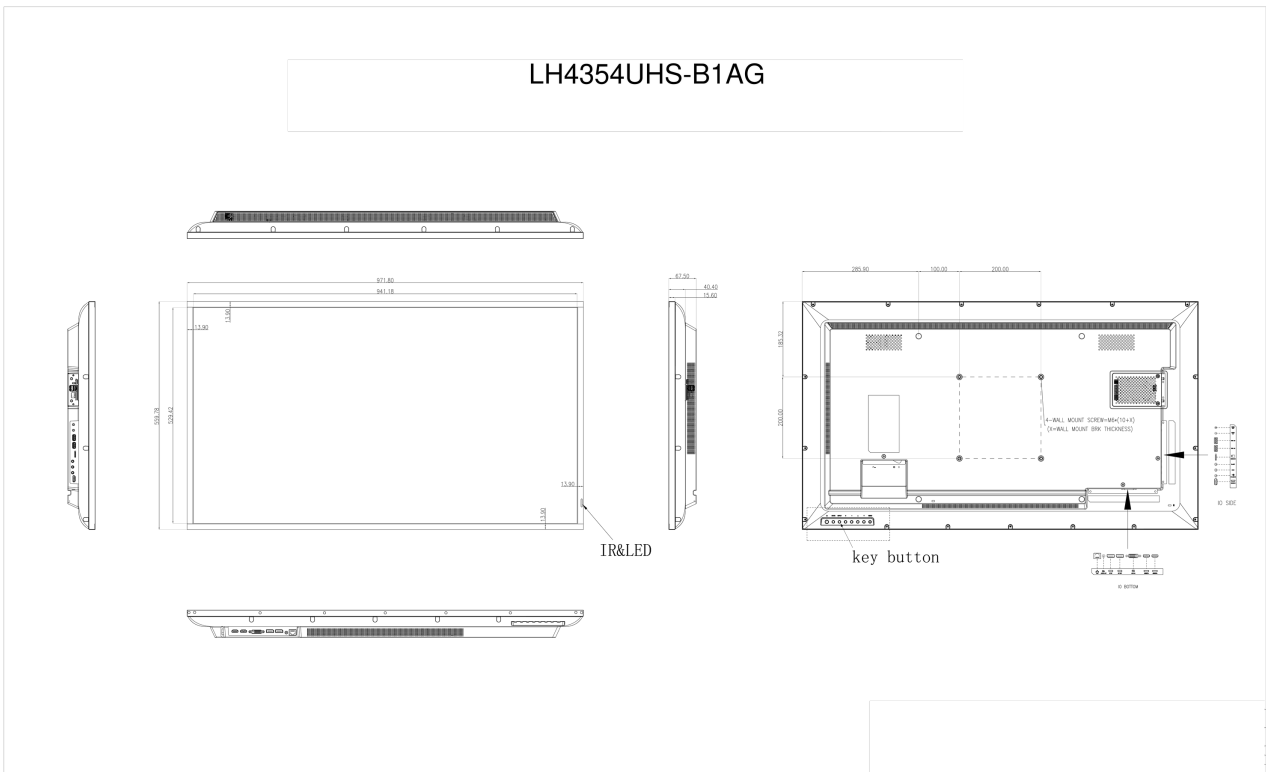 LH4354UHS-B1AG
971.80
941.18
13.90
13.90
559.78
529.42
13.90
13.90
IR&LED
67.50
40.40
15.60
285.90
100.00
200.00
185.32
200.00
4-WALL MOUNT SCREW=M6*(10+X)
(X=WALL MOUNT BRK THICKNESS)
key button
IO SIDE
IO BOTTOM